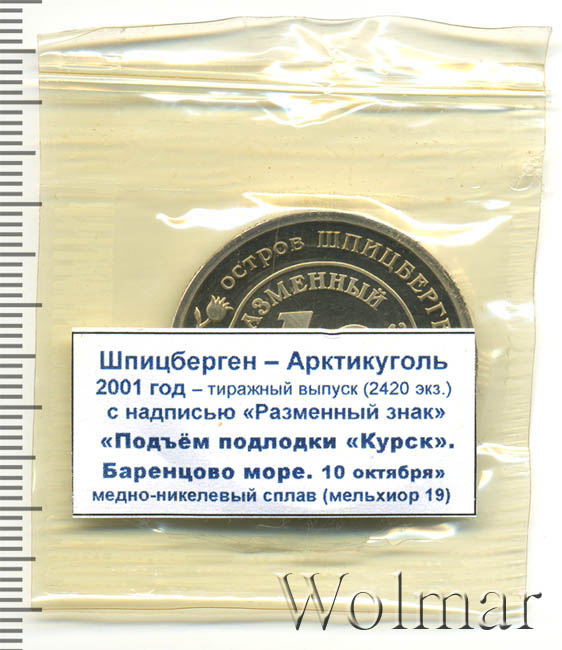 остров ШПИЦБЕРГЕН
РАЗМЕННЫЙ
Шпицберген – Арктикуголь
2001 год – тиражный выпуск (2420 экз.)
с надписью «Разменный знак»
«Подъём подлодки «Курск».
Баренцово море. 10 октября»
медно-никелевый сплав (мельхиор 19)
Wolmar